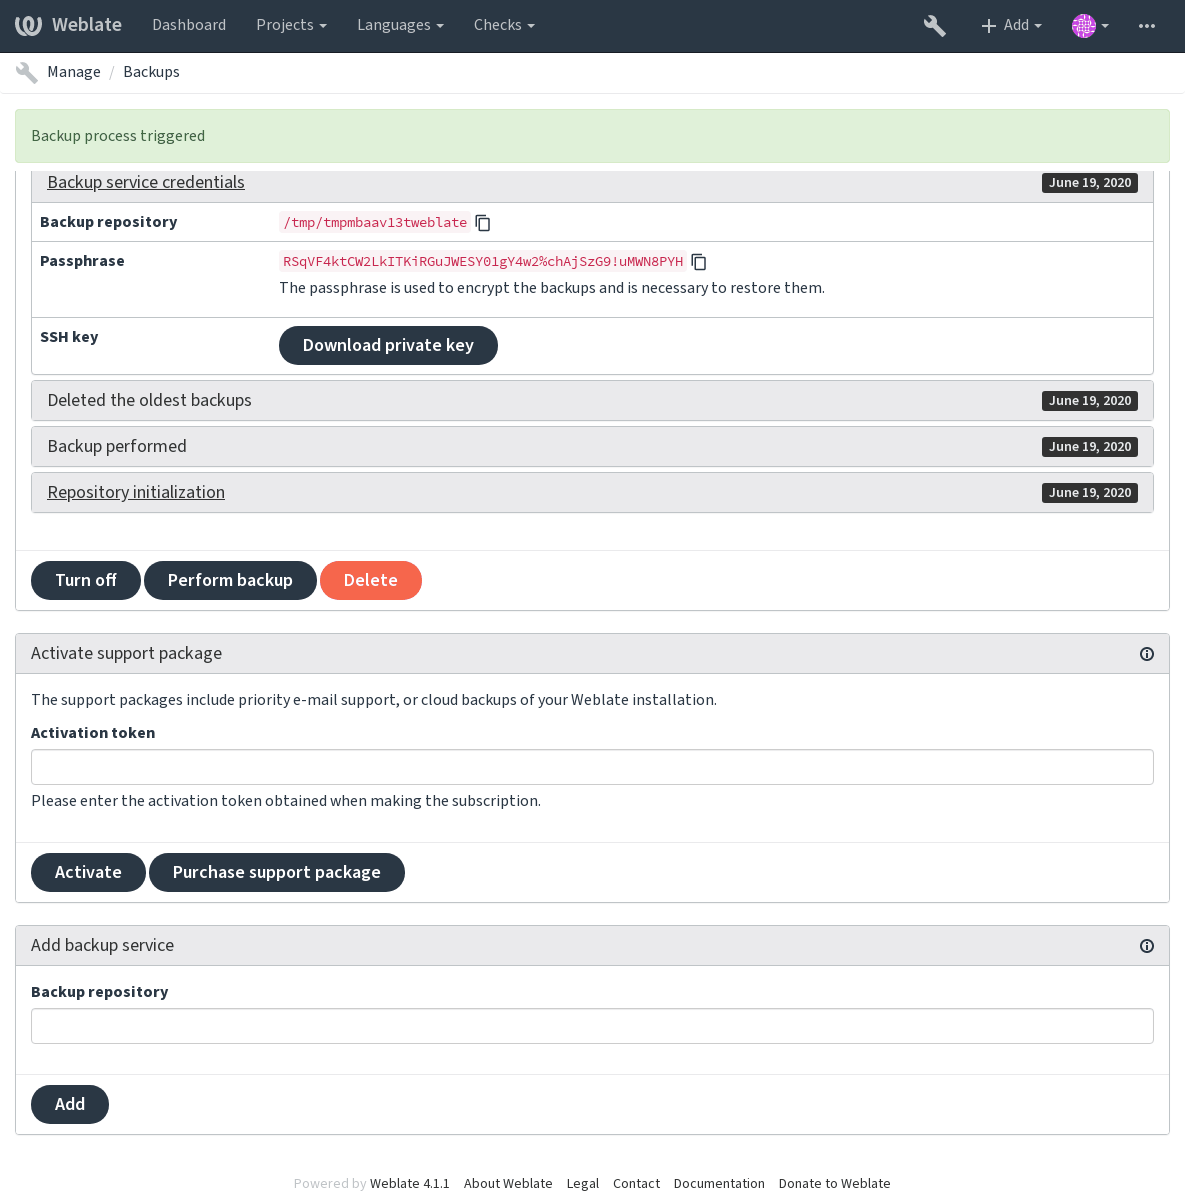 Weblate Dashboard Projects Languages Checks Add
Manage / Backups
Backup process triggered
Backup service credentials June 19, 2020
Backup repository /tmp/tmpmbaav13tweblate
Passphrase RSqVF4ktCW2LkITKiRGuJWESY01gY4w2%chAjSzG9!uMWN8PYH
The passphrase is used to encrypt the backups and is necessary to restore them.
SSH key Download private key
Deleted the oldest backups June 19, 2020
Backup performed June 19, 2020
Repository initialization June 19, 2020
Turn off Perform backup Delete
Activate support package
The support packages include priority e-mail support, or cloud backups of your Weblate installation.
Activation token
Please enter the activation token obtained when making the subscription.
Activate Purchase support package
Add backup service
Backup repository
Add
Powered by Weblate 4.1.1 About Weblate Legal Contact Documentation Donate to Weblate